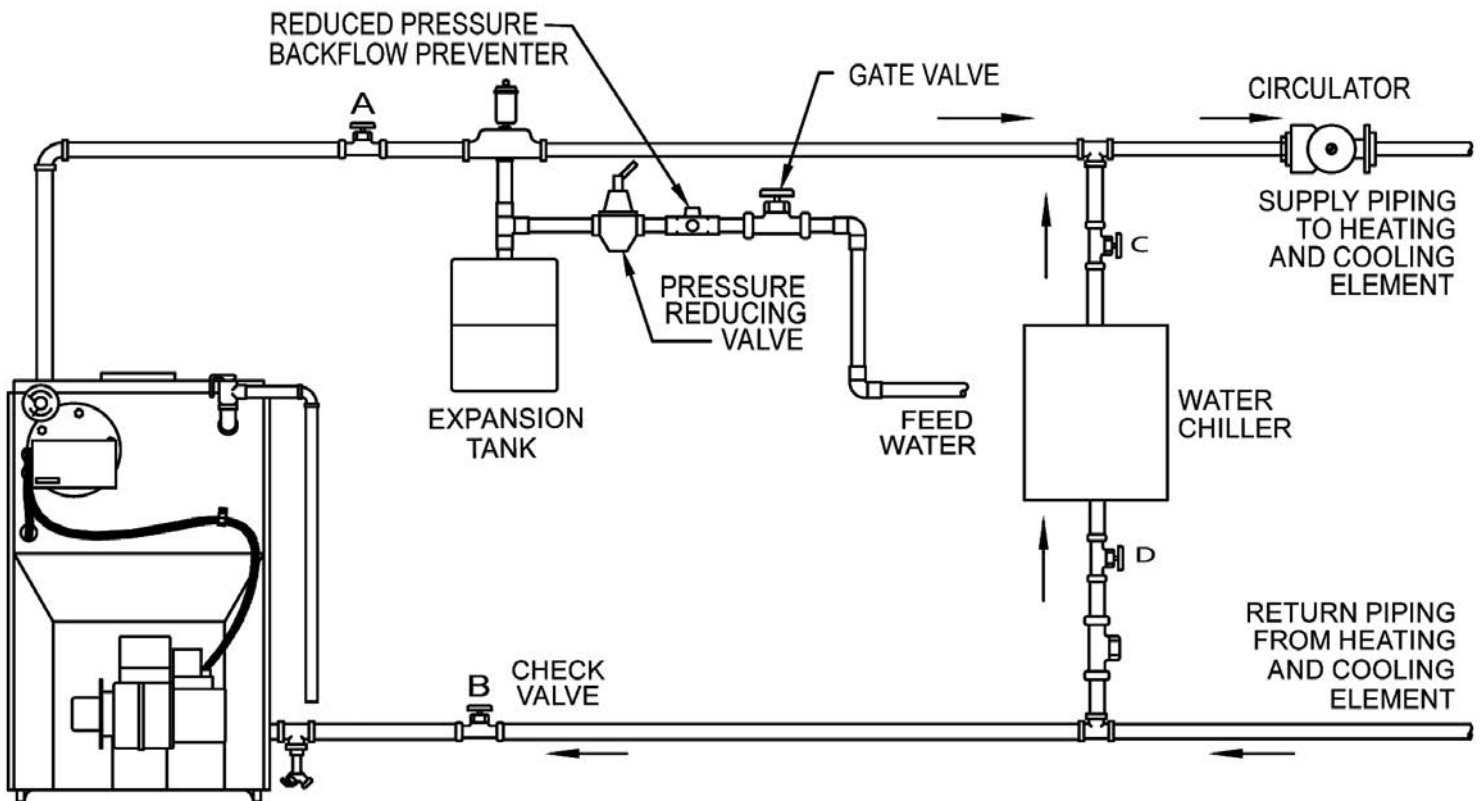 REDUCED PRESSURE
BACKFLOW PREVENTER
GATE VALVE
CIRCULATOR
A
SUPPLY PIPING
TO HEATING
AND COOLING
ELEMENT
C
PRESSURE
REDUCING
VALVE
EXPANSION
TANK
FEED
WATER
WATER
CHILLER
D
RETURN PIPING
FROM HEATING
AND COOLING
ELEMENT
B
CHECK
VALVE